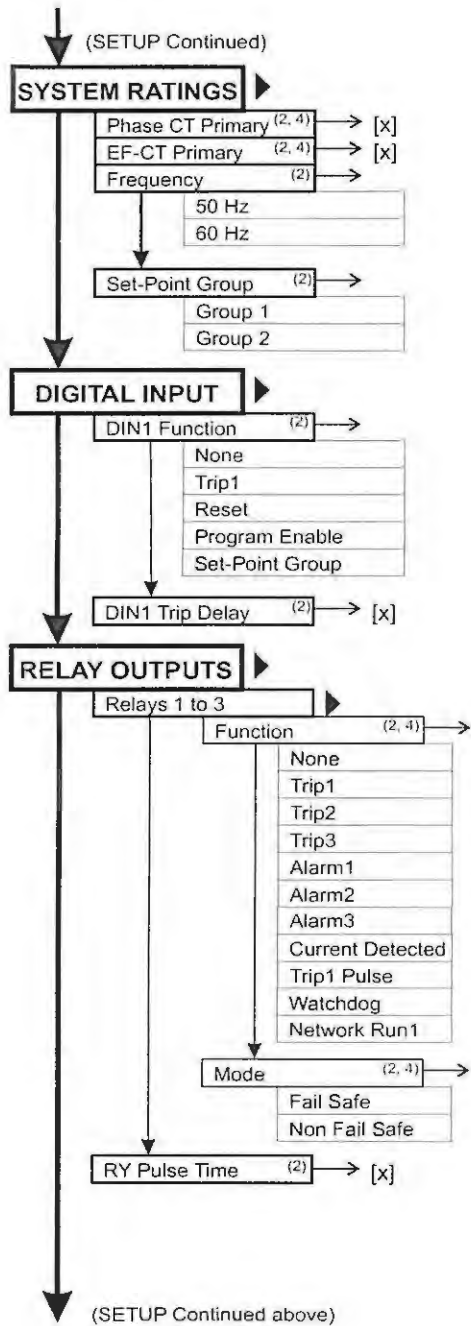 (SETUP Continued)
SYSTEM RATINGS
Phase CT Primary (2, 4) [x]
EF-CT Primary (2, 4) [x]
Frequency (2)
50 Hz
60 Hz
Set-Point Group (2)
Group 1
Group 2
DIGITAL INPUT
DIN1 Function (2)
None
Trip1
Reset
Program Enable
Set-Point Group
DIN1 Trip Delay (2) [x]
RELAY OUTPUTS
Relays 1 to 3
Function (2, 4)
None
Trip1
Trip2
Trip3
Alarm1
Alarm2
Alarm3
Current Detected
Trip1 Pulse
Watchdog
Network Run1
Mode (2, 4)
Fail Safe
Non Fail Safe
RY Pulse Time (2) [x]
(SETUP Continued above)